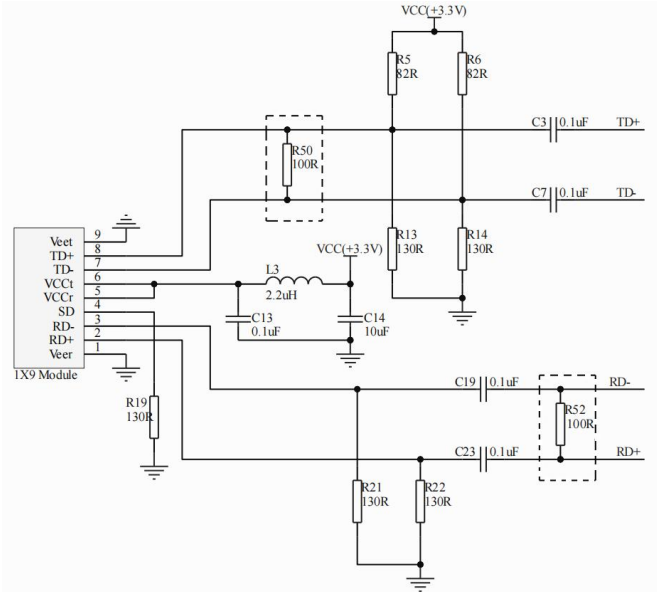 VCC(+3.3V)
R5
82R
R6
82R
C3 0.1uF TD+
R50
100R
C7 0.1uF TD-
R13
130R
R14
130R
VCC(+3.3V)
L3
2.2uH
C13
0.1uF
C14
10uF
Veet 9
TD+ 8
TD- 7
VCCt 6
VCCr 5
SD 4
RD- 3
RD+ 2
Veer 1
1X9 Module
R19
130R
C19 0.1uF RD-
R52
100R
C23 0.1uF RD+
R21
130R
R22
130R